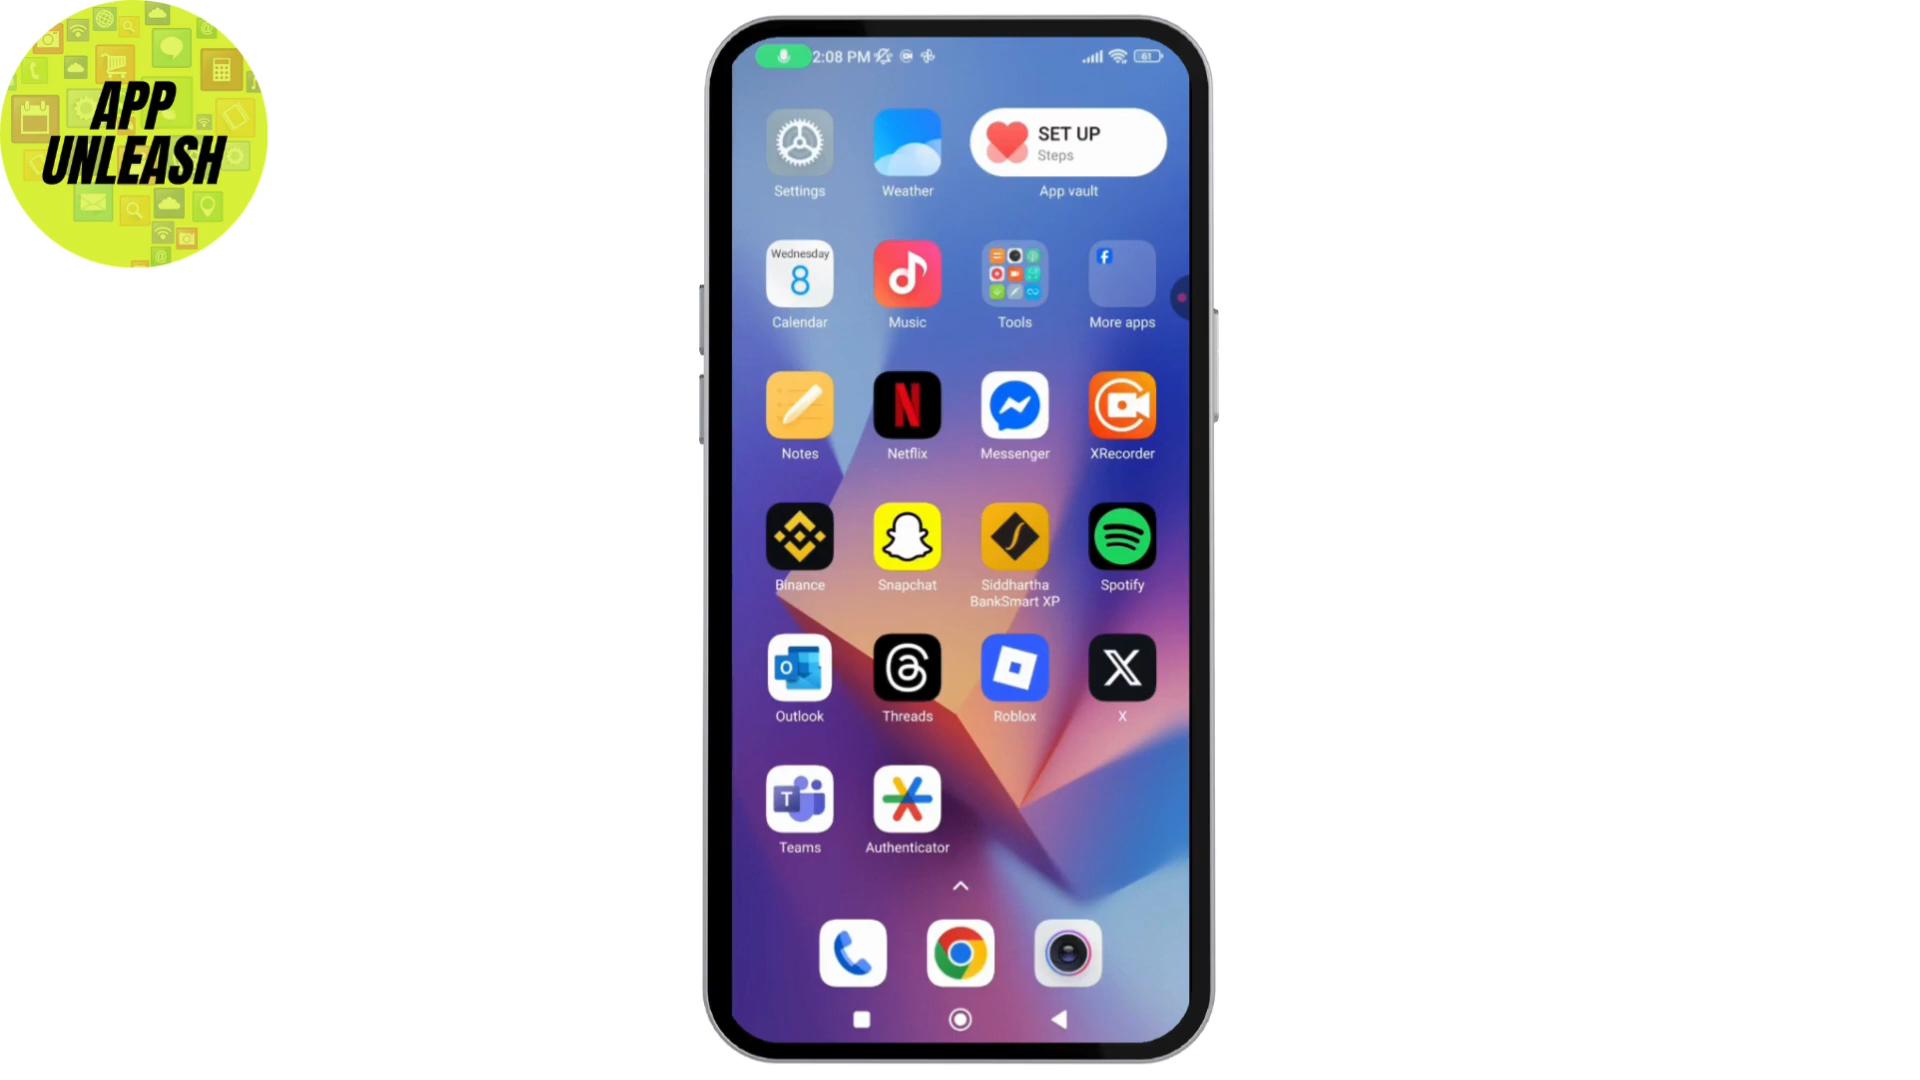 APP
UNLEASH
2:08 PM
61
SET UP
Steps
Settings
Weather
App vault
Wednesday
8
Calendar
Music
Tools
More apps
Notes
Netflix
Messenger
XRecorder
Binance
Snapchat
Siddhartha
BankSmart XP
Spotify
Outlook
Threads
Roblox
X
Teams
Authenticator